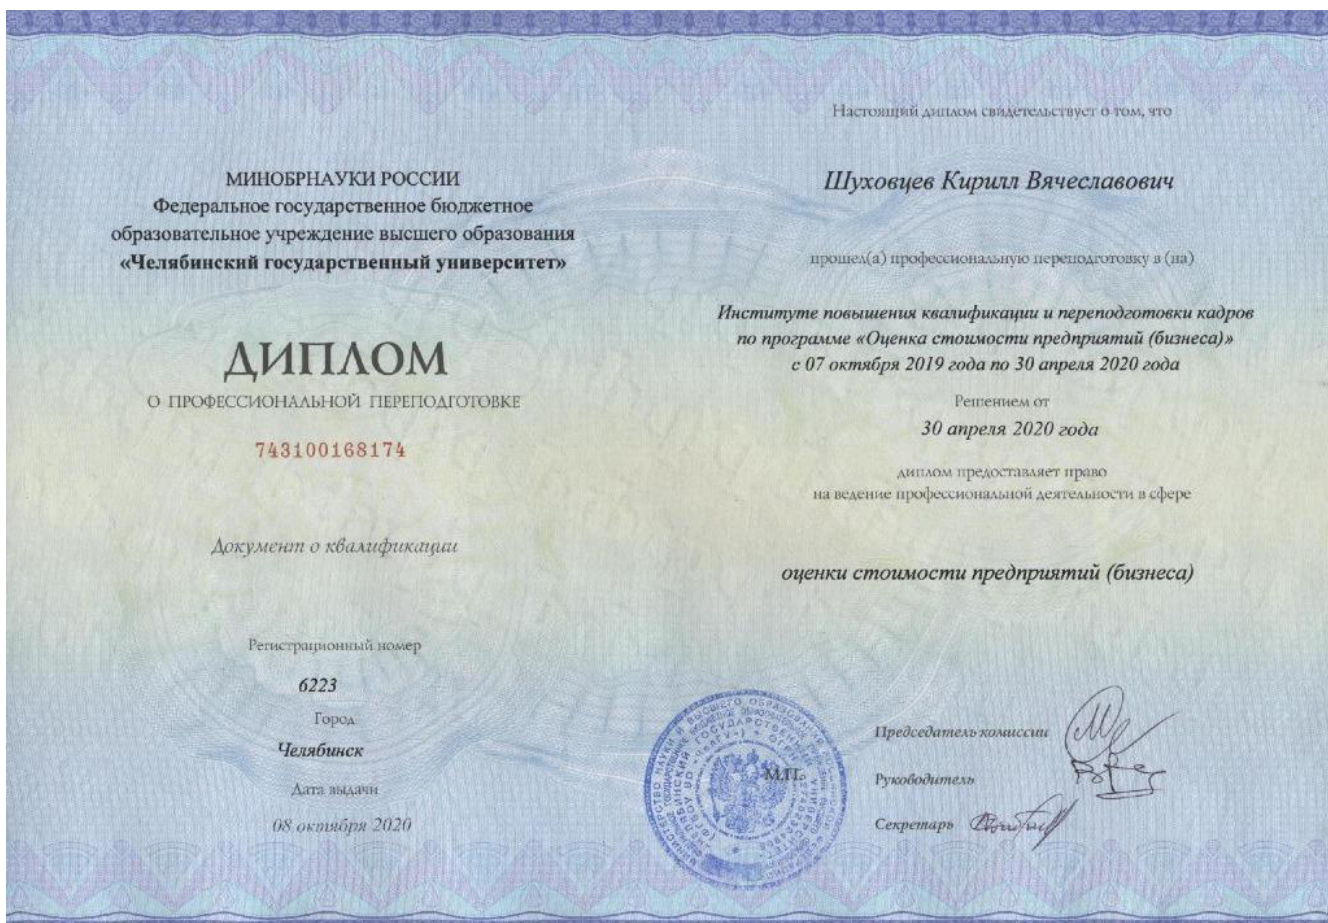 МИНОБРНАУКИ РОССИИ
Федеральное государственное бюджетное
образовательное учреждение высшего образования
«Челябинский государственный университет»
ДИПЛОМ
О ПРОФЕССИОНАЛЬНОЙ ПЕРЕПОДГОТОВКЕ
743100168174
Документ о квалификации
Регистрационный номер
6223
Город
Челябинск
Дата выдачи
08 октября 2020
Настоящий диплом свидетельствует о том, что
Шуховцев Кирилл Вячеславович
прошел(а) профессиональную переподготовку в (на)
Институте повышения квалификации и переподготовки кадров
по программе «Оценка стоимости предприятий (бизнеса)»
с 07 октября 2019 года по 30 апреля 2020 года
Решением от
30 апреля 2020 года
диплом предоставляет право
на ведение профессиональной деятельности в сфере
оценки стоимости предприятий (бизнеса)
М.П.
Председатель комиссии
Руководитель
Секретарь